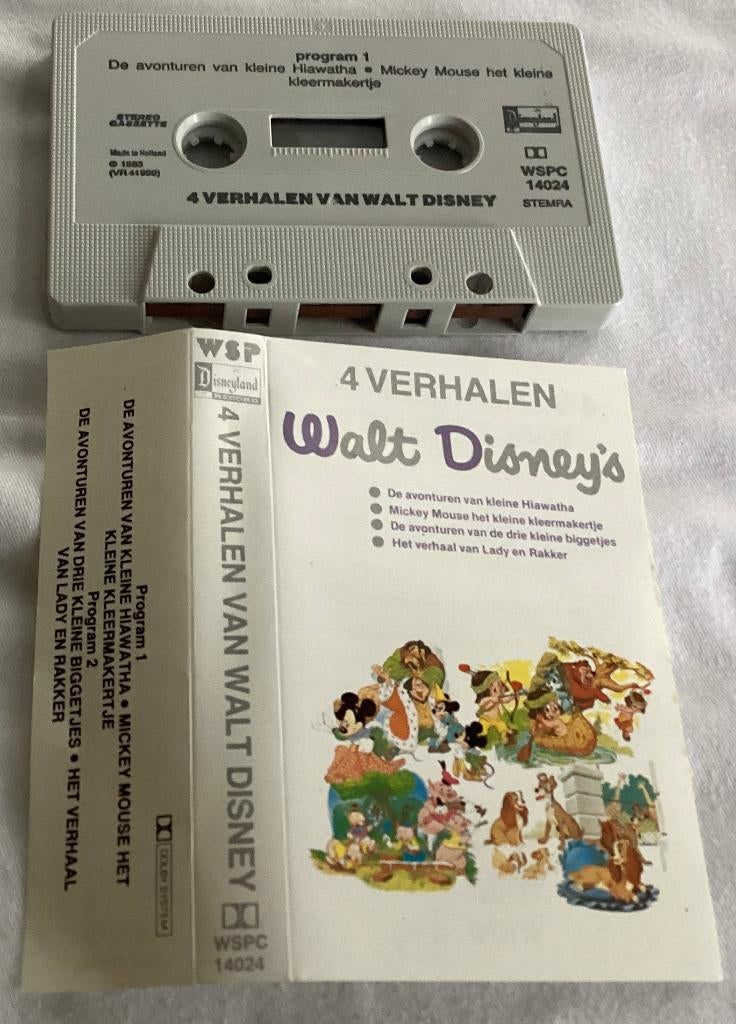 program 1
De avonturen van kleine Hiawatha ● Mickey Mouse het kleine
kleermakertje
STEREO
CASSETTE
Disneyland
Made in Holland
℗ 1983
WSPC
14024
4 VERHALEN VAN WALT DISNEY
STEMRA
WSP
Disneyland
RECORD
4 VERHALEN VAN WALT DISNEY
WSPC
14024
4 VERHALEN
Walt Disney's
● De avonturen van kleine Hiawatha
● Mickey Mouse het kleine kleermakertje
● De avonturen van de drie kleine biggetjes
● Het verhaal van Lady en Rakker
Program 1
DE AVONTUREN VAN KLEINE HIAWATHA ● MICKEY MOUSE HET
KLEINE KLEERMAKERTJE
Program 2
DE AVONTUREN VAN DRIE KLEINE BIGGETJES ● HET VERHAAL
VAN LADY EN RAKKER
DOLBY SYSTEM